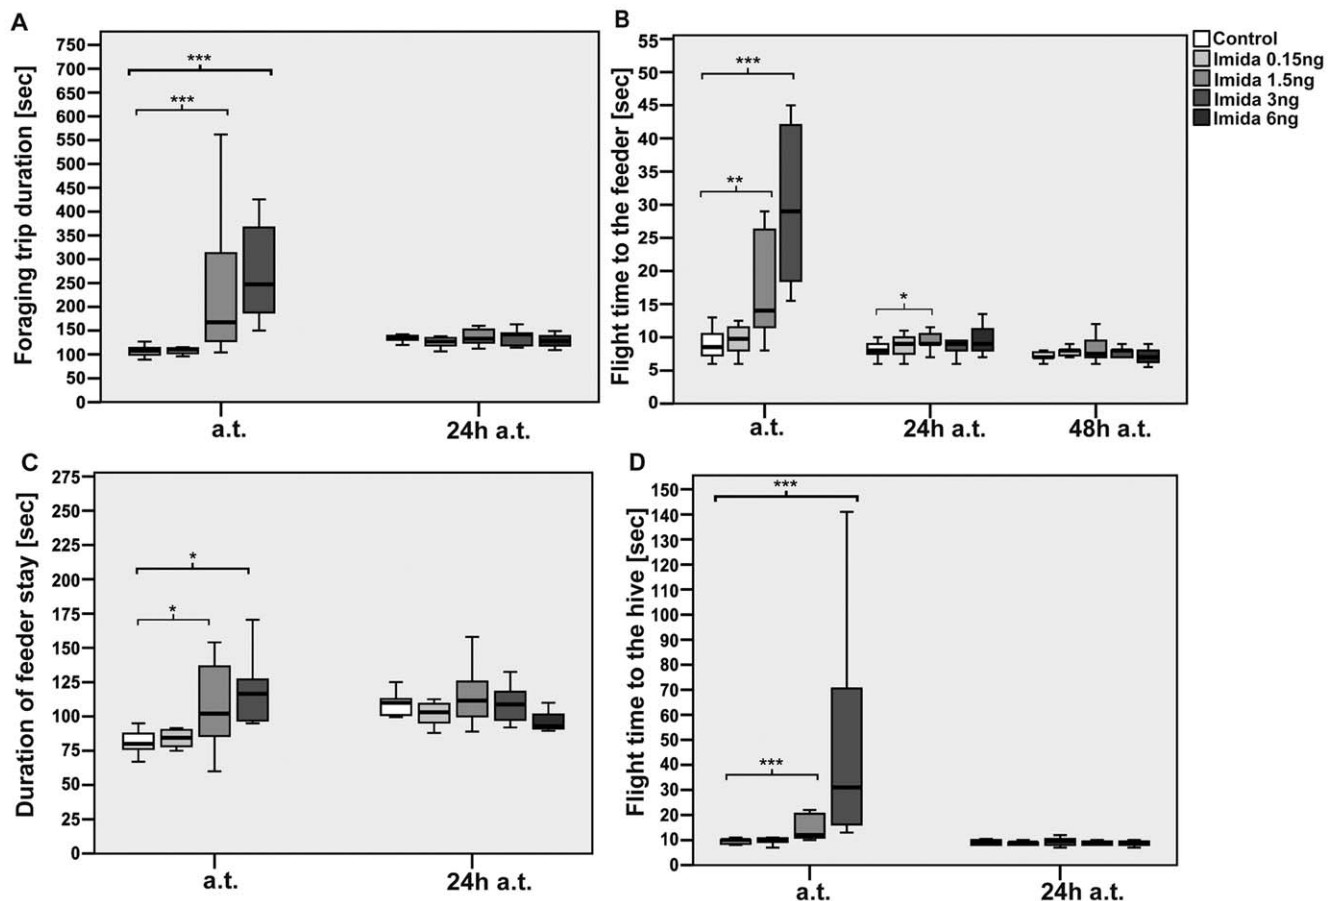 A
Foraging trip duration [sec]
750
700
650
600
550
500
450
400
350
300
250
200
150
100
50
0
***
***
a.t.
24h a.t.
B
Flight time to the feeder [sec]
55
50
45
40
35
30
25
20
15
10
5
0
***
**
*
a.t.
24h a.t.
48h a.t.
Control
Imida 0.15ng
Imida 1.5ng
Imida 3ng
Imida 6ng
C
Duration of feeder stay [sec]
275
250
225
200
175
150
125
100
75
50
25
0
*
*
a.t.
24h a.t.
D
Flight time to the hive [sec]
150
140
130
120
110
100
90
80
70
60
50
40
30
20
10
0
***
***
a.t.
24h a.t.